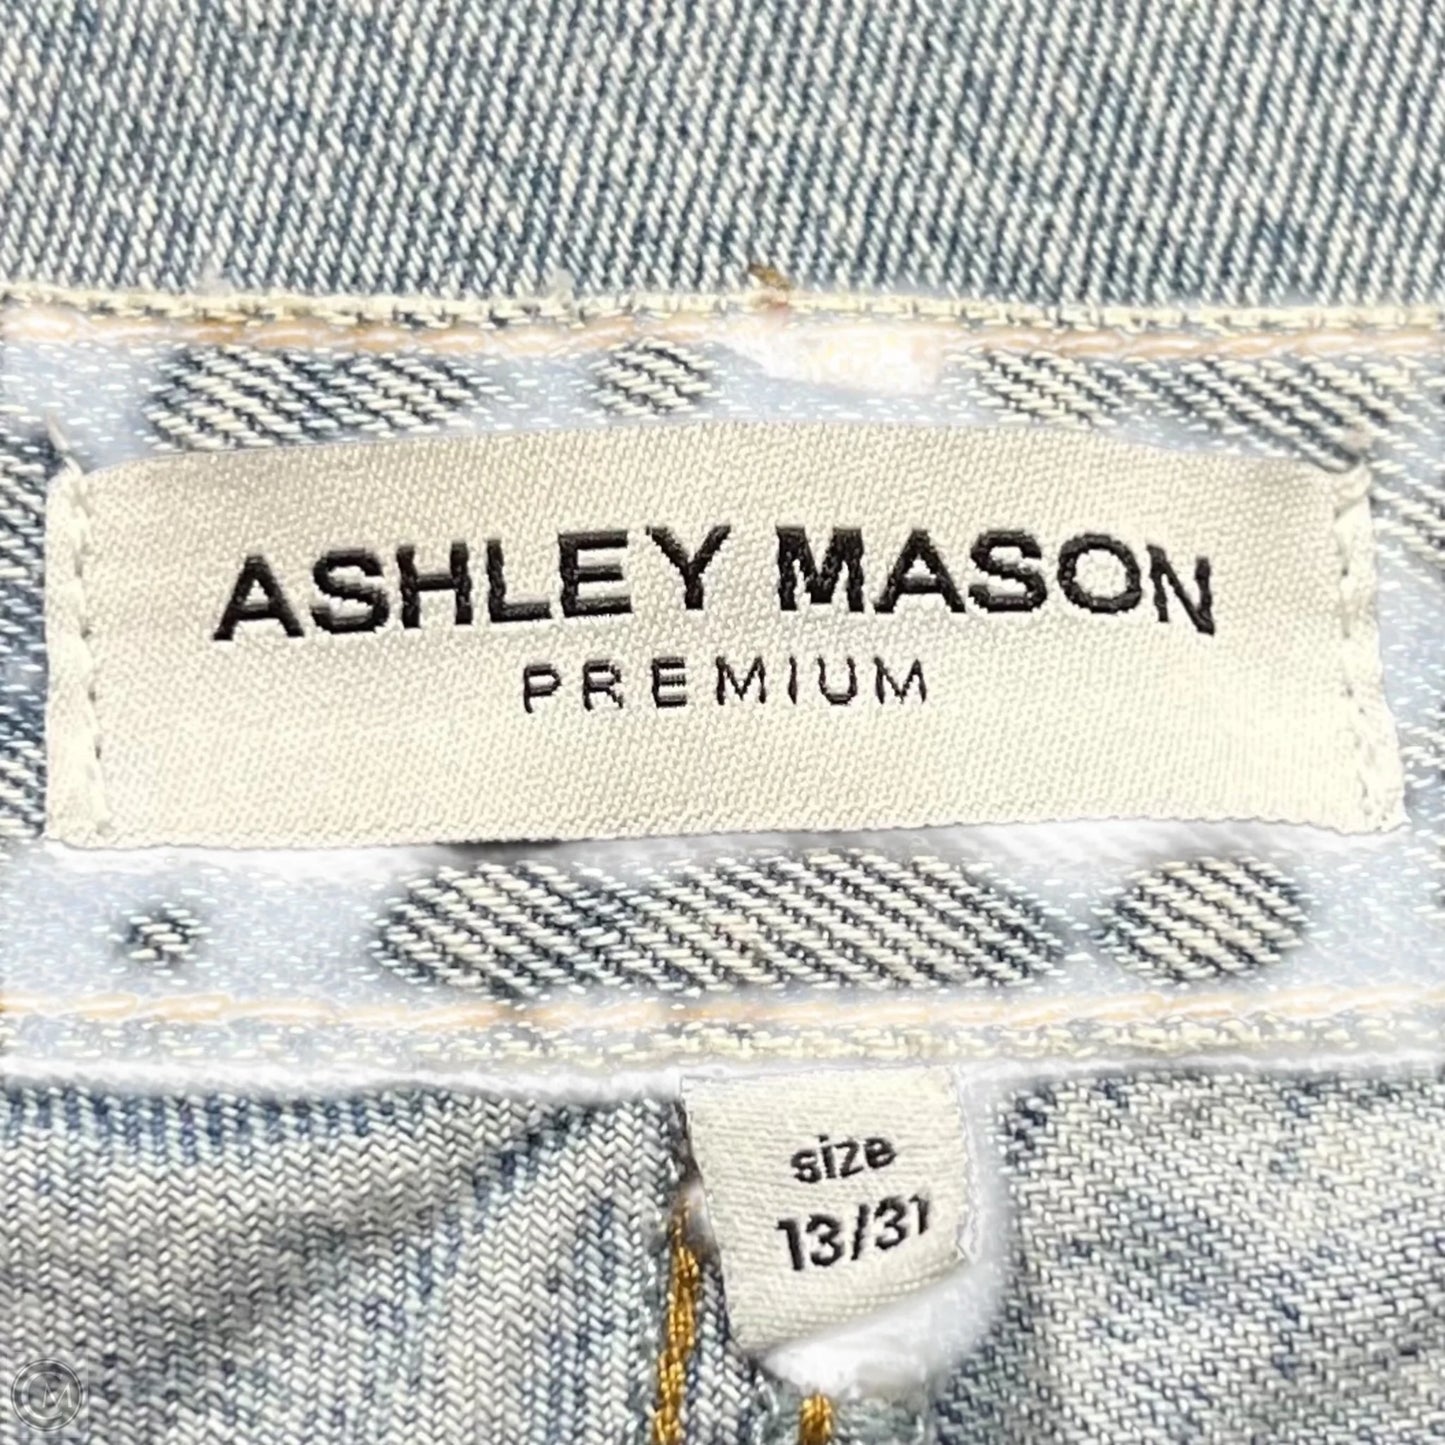 ASHLEY MASON
PREMIUM
size
13/31